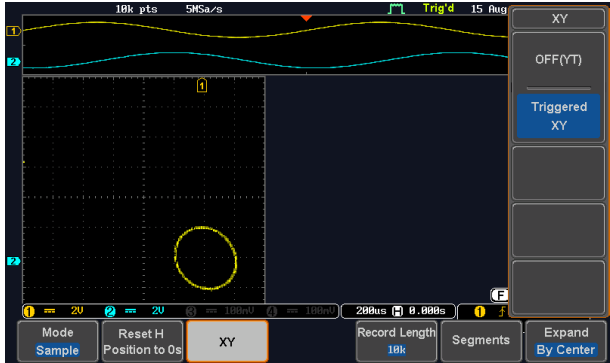 10k pts 5MSa/s Trig'd 15 Aug
XY
1
OFF(YT)
2
1
Triggered
XY
2
F
1 2V 2 2V 3 100mV 4 100mV 200us H 0.000s 1
Mode
Sample
Reset H
Position to 0s
XY
Record Length
10k
Segments
Expand
By Center